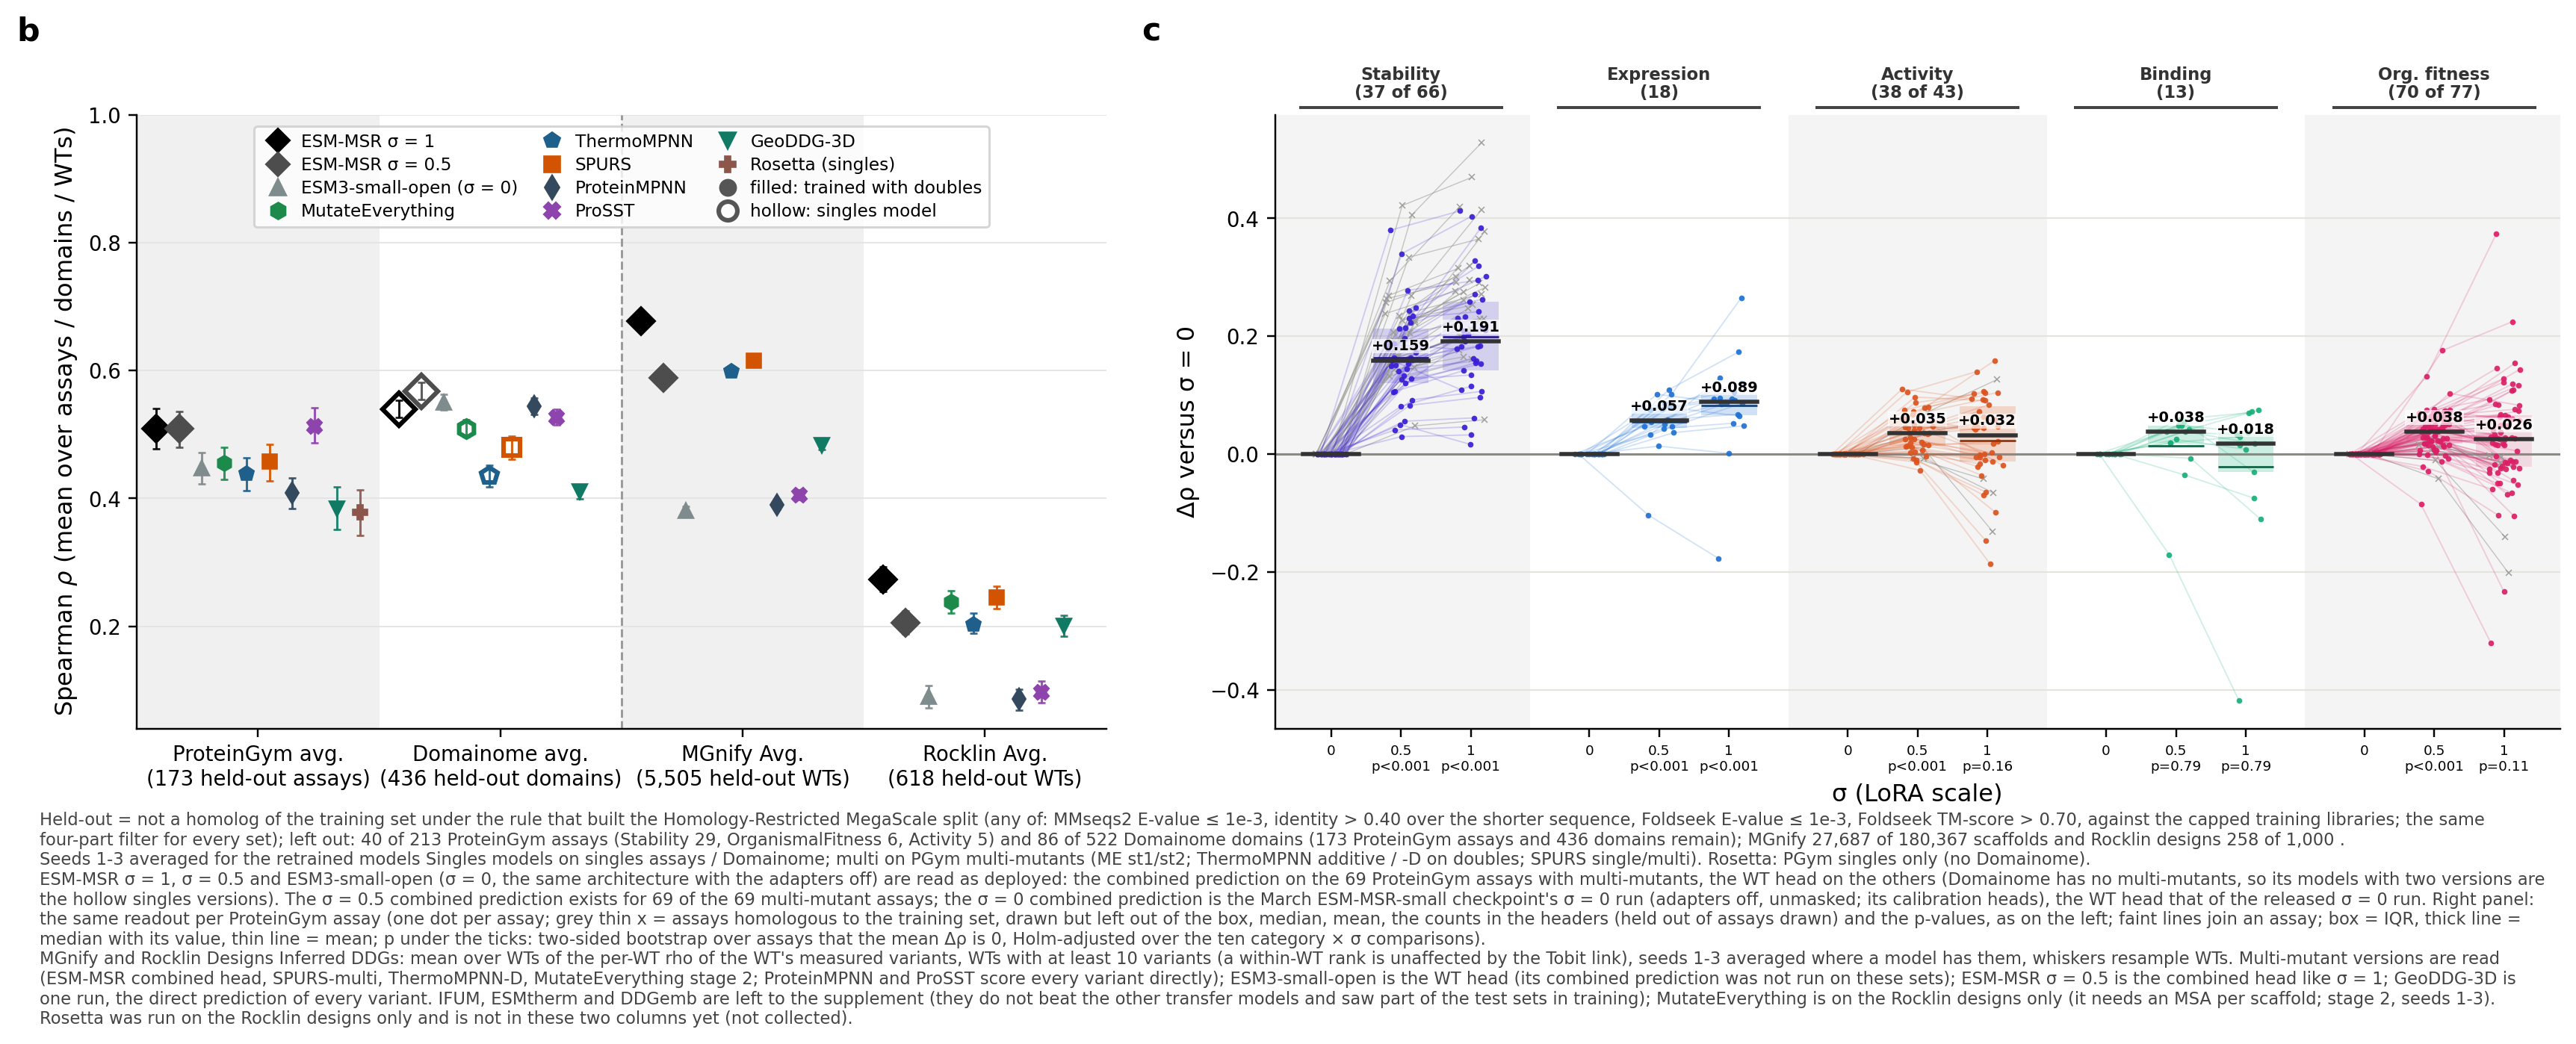 b
Spearman ρ (mean over assays / domains / WTs)
1.0
0.8
0.6
0.4
0.2
ESM-MSR σ = 1
ESM-MSR σ = 0.5
ESM3-small-open (σ = 0)
MutateEverything
ThermoMPNN
SPURS
ProteinMPNN
ProSST
GeoDDG-3D
Rosetta (singles)
filled: trained with doubles
hollow: singles model
ProteinGym avg.
(173 held-out assays)
Domainome avg.
(436 held-out domains)
MGnify Avg.
(5,505 held-out WTs)
Rocklin Avg.
(618 held-out WTs)
c
Stability
(37 of 66)
Expression
(18)
Activity
(38 of 43)
Binding
(13)
Org. fitness
(70 of 77)
Δρ versus σ = 0
0.4
0.2
0.0
−0.2
−0.4
+0.159
+0.191
+0.057
+0.089
+0.035
+0.032
+0.038
+0.018
+0.038
+0.026
0 0.5 1
p<0.001 p<0.001
0 0.5 1
p<0.001 p<0.001
0 0.5 1
p<0.001 p=0.16
0 0.5 1
p=0.79 p=0.79
0 0.5 1
p<0.001 p=0.11
σ (LoRA scale)
Held-out = not a homolog of the training set under the rule that built the Homology-Restricted MegaScale split (any of: MMseqs2 E-value ≤ 1e-3, identity > 0.40 over the shorter sequence, Foldseek E-value ≤ 1e-3, Foldseek TM-score > 0.70, against the capped training libraries; the same
four-part filter for every set); left out: 40 of 213 ProteinGym assays (Stability 29, OrganismalFitness 6, Activity 5) and 86 of 522 Domainome domains (173 ProteinGym assays and 436 domains remain); MGnify 27,687 of 180,367 scaffolds and Rocklin designs 258 of 1,000 .
Seeds 1-3 averaged for the retrained models Singles models on singles assays / Domainome; multi on PGym multi-mutants (ME st1/st2; ThermoMPNN additive / -D on doubles; SPURS single/multi). Rosetta: PGym singles only (no Domainome).
ESM-MSR σ = 1, σ = 0.5 and ESM3-small-open (σ = 0, the same architecture with the adapters off) are read as deployed: the combined prediction on the 69 ProteinGym assays with multi-mutants, the WT head on the others (Domainome has no multi-mutants, so its models with two versions are
the hollow singles versions). The σ = 0.5 combined prediction exists for 69 of the 69 multi-mutant assays; the σ = 0 combined prediction is the March ESM-MSR-small checkpoint's σ = 0 run (adapters off, unmasked; its calibration heads), the WT head that of the released σ = 0 run. Right panel:
the same readout per ProteinGym assay (one dot per assay; grey thin x = assays homologous to the training set, drawn but left out of the box, median, mean, the counts in the headers (held out of assays drawn) and the p-values, as on the left; faint lines join an assay; box = IQR, thick line =
median with its value, thin line = mean; p under the ticks: two-sided bootstrap over assays that the mean Δρ is 0, Holm-adjusted over the ten category × σ comparisons).
MGnify and Rocklin Designs Inferred DDGs: mean over WTs of the per-WT rho of the WT's measured variants, WTs with at least 10 variants (a within-WT rank is unaffected by the Tobit link), seeds 1-3 averaged where a model has them, whiskers resample WTs. Multi-mutant versions are read
(ESM-MSR combined head, SPURS-multi, ThermoMPNN-D, MutateEverything stage 2; ProteinMPNN and ProSST score every variant directly); ESM3-small-open is the WT head (its combined prediction was not run on these sets); ESM-MSR σ = 0.5 is the combined head like σ = 1; GeoDDG-3D is
one run, the direct prediction of every variant. IFUM, ESMtherm and DDGemb are left to the supplement (they do not beat the other transfer models and saw part of the test sets in training); MutateEverything is on the Rocklin designs only (it needs an MSA per scaffold; stage 2, seeds 1-3).
Rosetta was run on the Rocklin designs only and is not in these two columns yet (not collected).